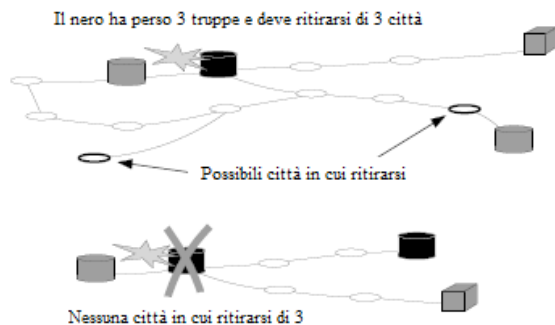 Il nero ha perso 3 truppe e deve ritirarsi di 3 città
Possibili città in cui ritirarsi
Nessuna città in cui ritirarsi di 3